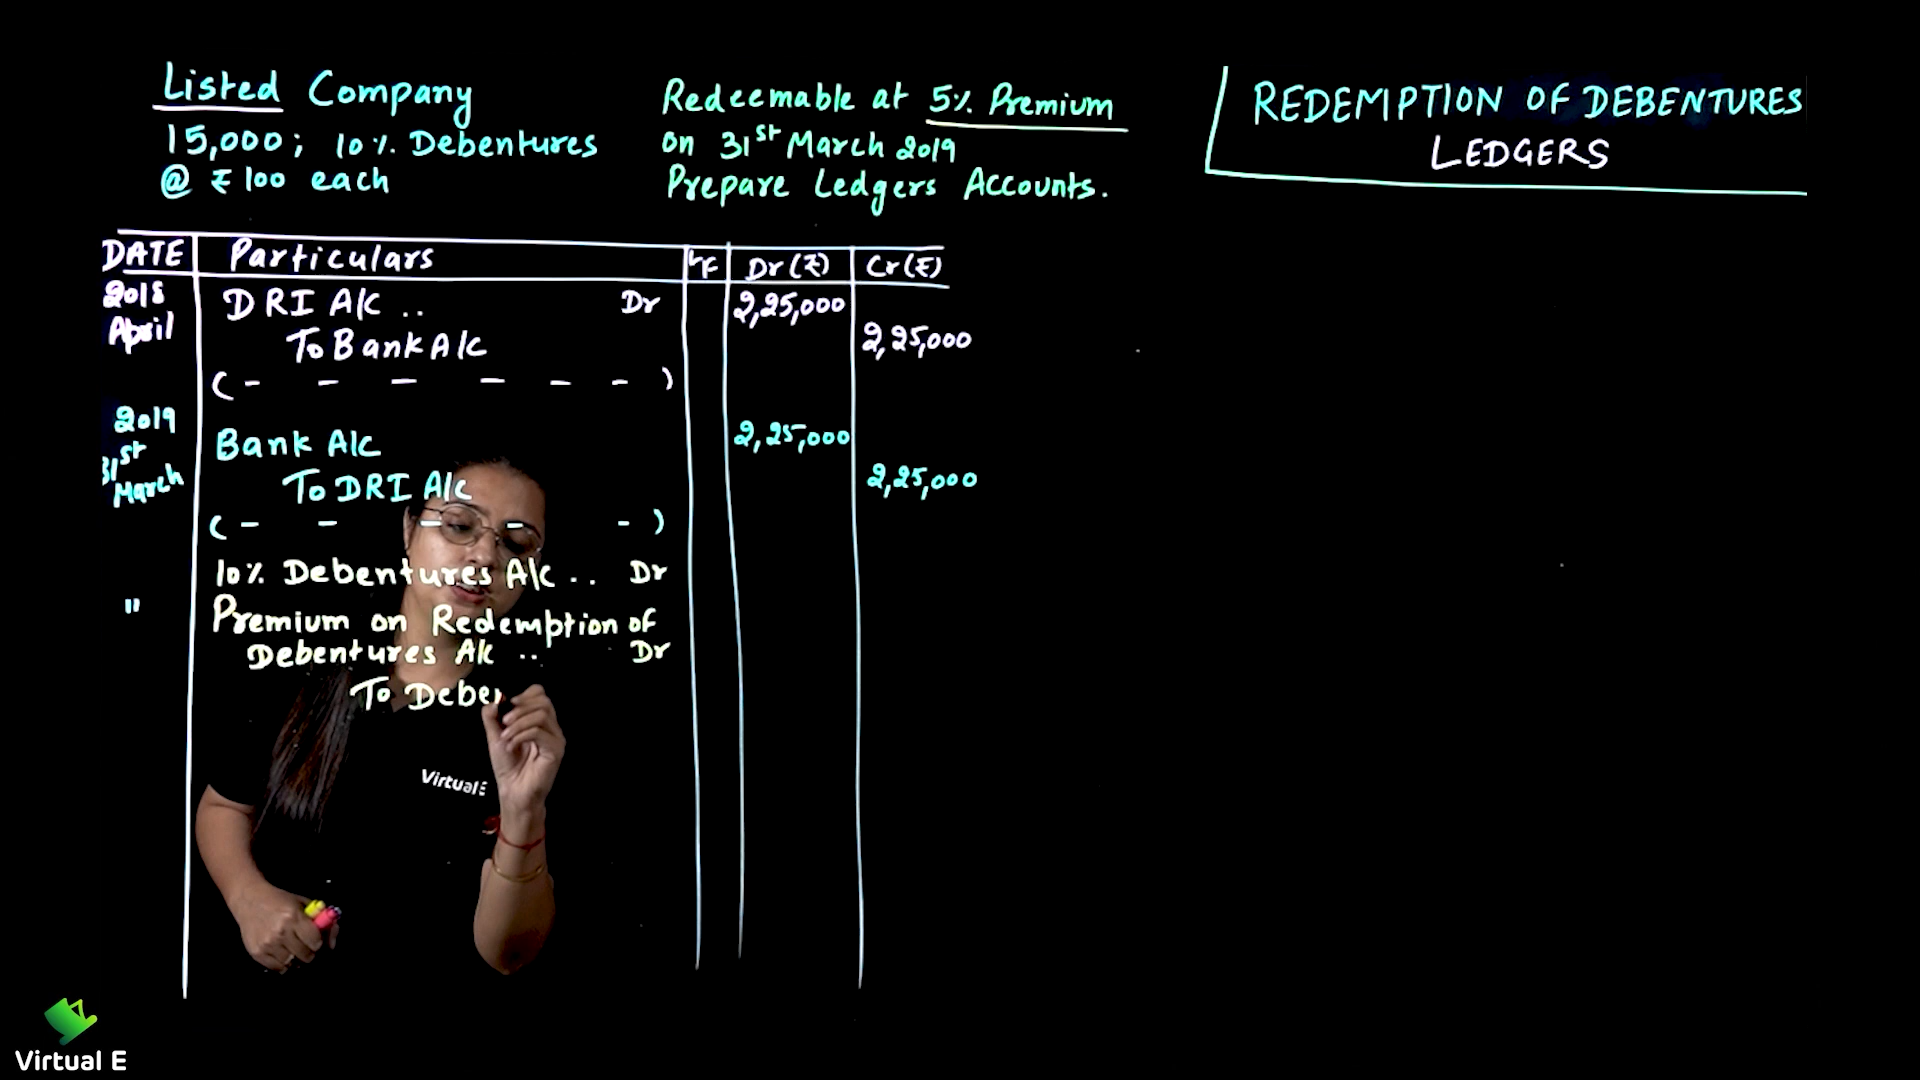 Listed Company
15,000; 10% Debentures
@ ₹100 each
Redeemable at 5% Premium
on 31st March 2019
Prepare Ledgers Accounts.
REDEMPTION OF DEBENTURES
LEDGERS
DATE Particulars LF Dr (₹) Cr (₹)
2018 April DRI A/c .. Dr 2,25,000
To Bank A/c 2,25,000
( - - - - - - )
2019 31st March Bank A/c 2,25,000
To DRI A/c 2,25,000
( - - - - - )
10% Debentures A/c .. Dr
" Premium on Redemption of
Debentures A/c .. Dr
To Deben
Virtual E
Virtual E